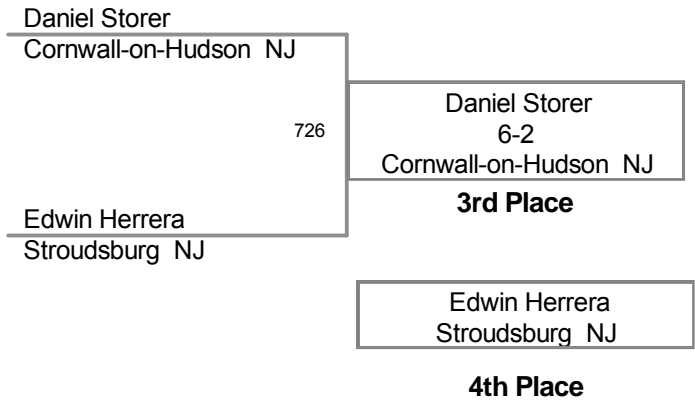 Daniel Storer
Cornwall-on-Hudson NJ
726
Daniel Storer
6-2
Cornwall-on-Hudson NJ
3rd Place
Edwin Herrera
Stroudsburg NJ
Edwin Herrera
Stroudsburg NJ
4th Place